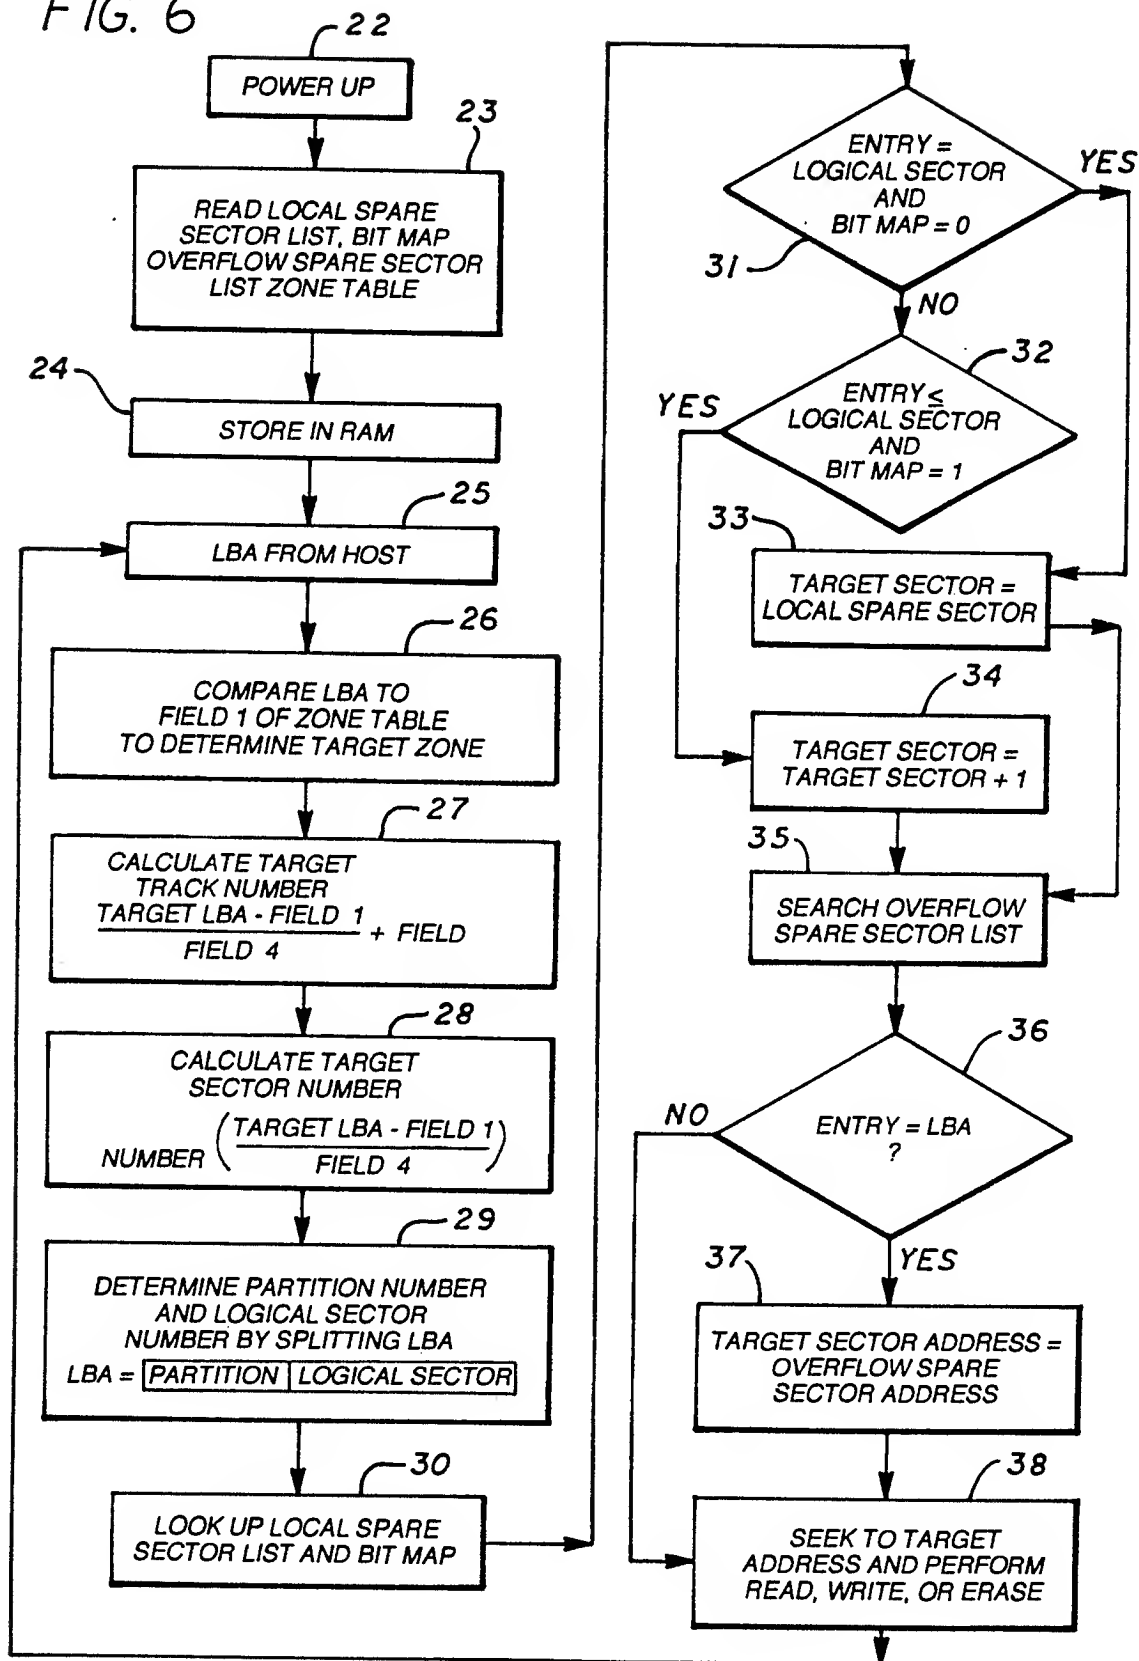 FIG. 6
22
POWER UP
23
READ LOCAL SPARE
SECTOR LIST, BIT MAP
OVERFLOW SPARE SECTOR
LIST ZONE TABLE
24
STORE IN RAM
25
LBA FROM HOST
26
COMPARE LBA TO
FIELD 1 OF ZONE TABLE
TO DETERMINE TARGET ZONE
27
CALCULATE TARGET
TRACK NUMBER
TARGET LBA - FIELD 1
+ FIELD
FIELD 4
28
CALCULATE TARGET
SECTOR NUMBER
NUMBER (TARGET LBA - FIELD 1)
FIELD 4
29
DETERMINE PARTITION NUMBER
AND LOGICAL SECTOR
NUMBER BY SPLITTING LBA
LBA = PARTITION LOGICAL SECTOR
30
LOOK UP LOCAL SPARE
SECTOR LIST AND BIT MAP
ENTRY =
LOGICAL SECTOR
AND
BIT MAP = 0
YES
31
NO
32
ENTRY ≤
LOGICAL SECTOR
AND
BIT MAP = 1
YES
33
TARGET SECTOR =
LOCAL SPARE SECTOR
34
TARGET SECTOR =
TARGET SECTOR + 1
35
SEARCH OVERFLOW
SPARE SECTOR LIST
36
ENTRY = LBA
?
NO
YES
37
TARGET SECTOR ADDRESS =
OVERFLOW SPARE
SECTOR ADDRESS
38
SEEK TO TARGET
ADDRESS AND PERFORM
READ, WRITE, OR ERASE